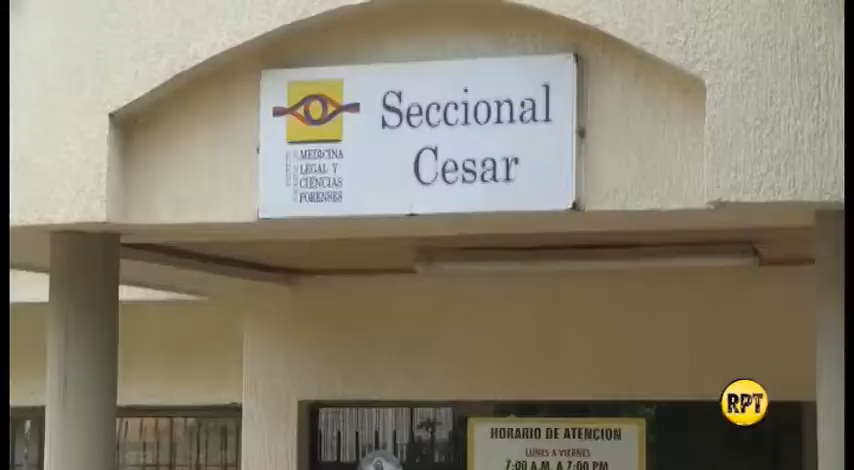 Seccional
Cesar
MEDICINA
LEGAL Y
CIENCIAS
FORENSES
RPT
HORARIO DE ATENCION
LUNES A VIERNES
7:00 A.M. A 7:00 PM